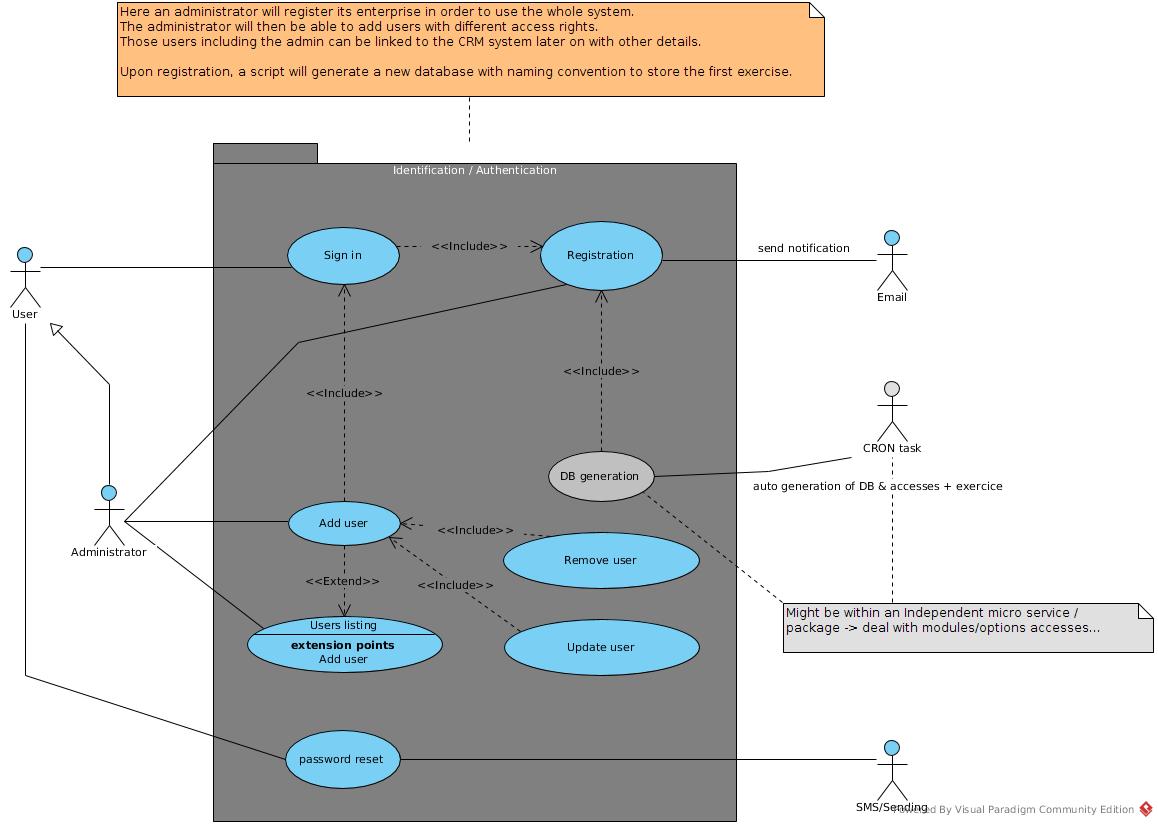 Here an administrator will register its enterprise in order to use the whole system.
The administrator will then be able to add users with different access rights.
Those users including the admin can be linked to the CRM system later on with other details.
Upon registration, a script will generate a new database with naming convention to store the first exercise.
Identification / Authentication
Sign in
<<Include>>
Registration
send notification
Email
User
<<Include>>
<<Include>>
CRON task
DB generation
auto generation of DB & accesses + exercice
Administrator
Add user
<<Include>>
Remove user
<<Extend>>
<<Include>>
Users listing
extension points
Add user
Update user
Might be within an Independent micro service /
package -> deal with modules/options accesses...
password reset
SMS/Sending
Powered By Visual Paradigm Community Edition